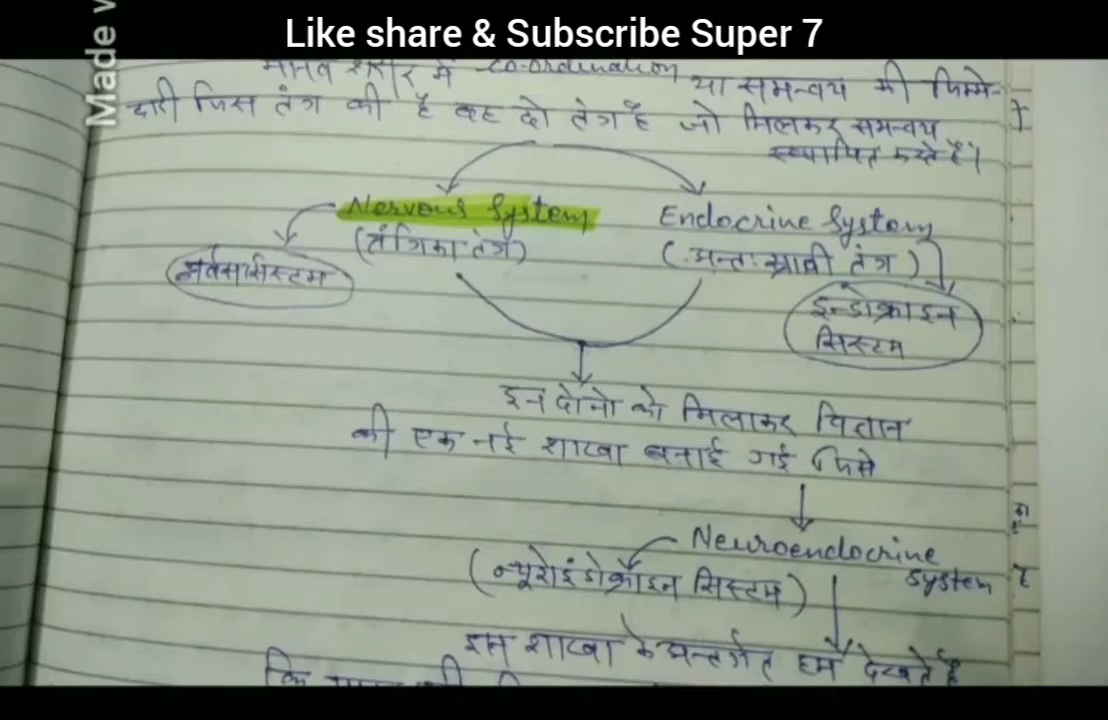 Like share & Subscribe Super 7
Made
मानव शरीर में co-ordination या समन्वय की जिम्मे-
दारी जिस तंत्र की है वह दो तंत्र है जो मिलकर समन्वय
स्थापित करते हैं।
Nervous System
Endocrine System
(तंत्रिका तंत्र)
(अन्तः स्रावी तंत्र)
नर्वस सिस्टम
इन्डोक्राइन
सिस्टम
इन दोनो को मिलाकर विज्ञान
की एक नई शाखा बनाई गई जिसे
Neuroendocrine
system
(न्यूरोइंडोक्राइन सिस्टम)
इस शाखा के अन्तर्गत हम देखते है
कि